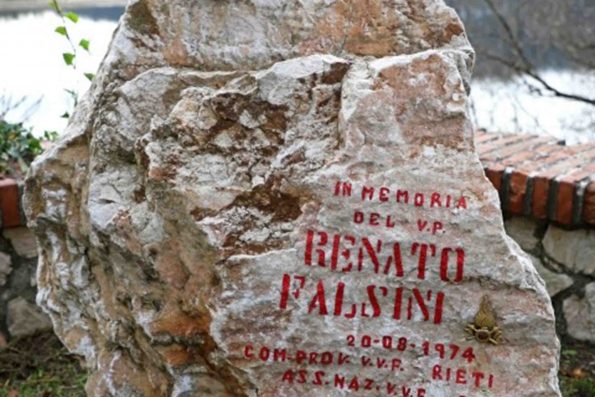 IN MEMORIA
DEL V.P.
RENATO
FALSINI
20-08-1974
COM.PROV.V.V.F. RIETI
ASS.NAZ.V.V.F.